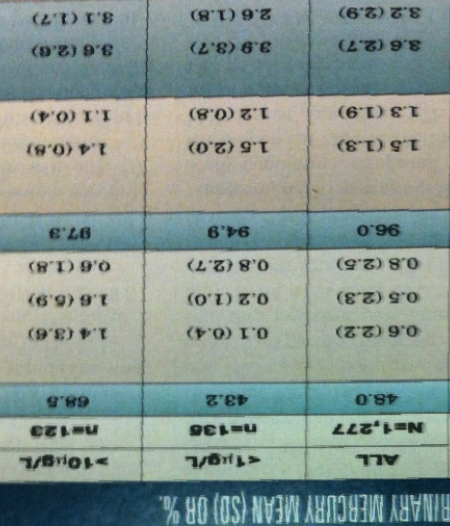 RINARY MERCURY MEAN (SD) OR %.
ALL <1µg/L >10µg/L
N=1,277 n=135 n=123
48.0 43.2 68.5
0.6 (2.2) 0.1 (0.4) 1.4 (3.6)
0.5 (2.3) 0.2 (1.0) 1.6 (5.9)
0.8 (2.5) 0.8 (2.7) 0.6 (1.8)
96.0 94.9 97.3
1.5 (1.3) 1.5 (2.0) 1.4 (0.8)
1.3 (1.9) 1.2 (0.8) 1.1 (0.4)
3.6 (2.7) 3.9 (3.7) 3.6 (2.6)
3.2 (2.9) 2.6 (1.8) 3.1 (1.7)